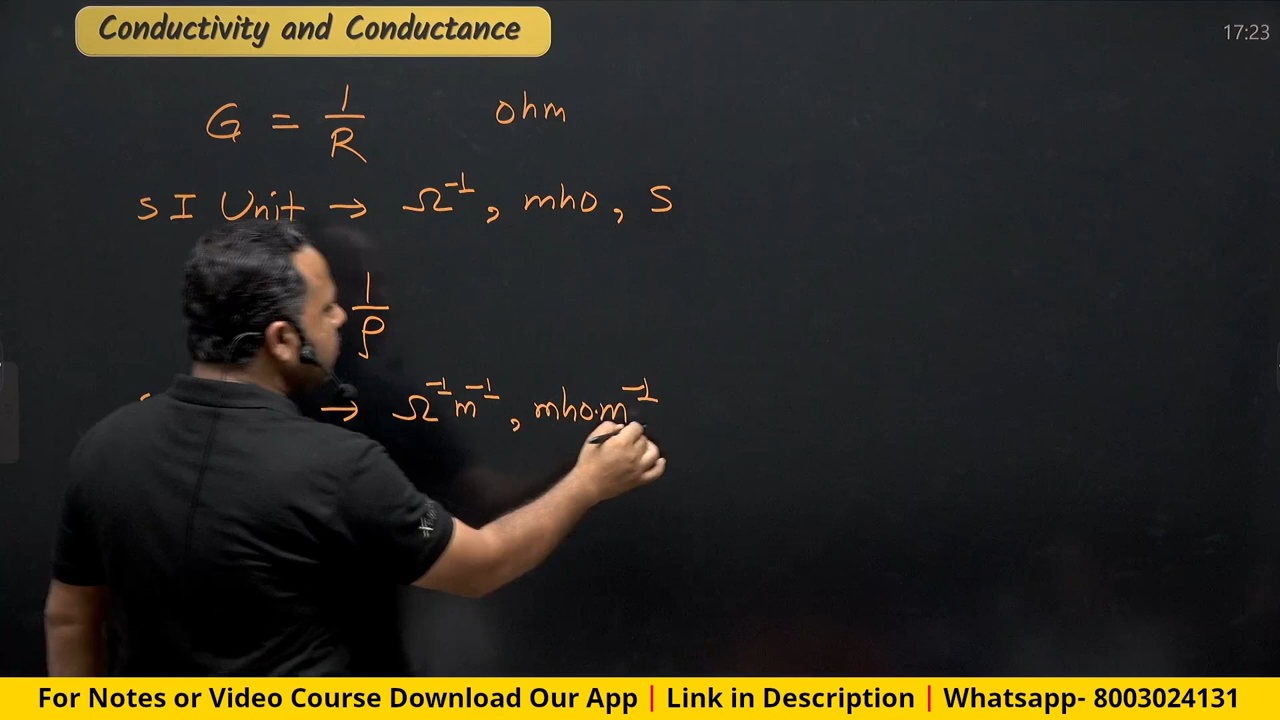 Conductivity and Conductance
17:23
G = 1/R ohm
SI Unit → Ω⁻¹, mho, S
1/ρ
→ Ω⁻¹m⁻¹, mho·m⁻¹
For Notes or Video Course Download Our App | Link in Description | Whatsapp- 8003024131